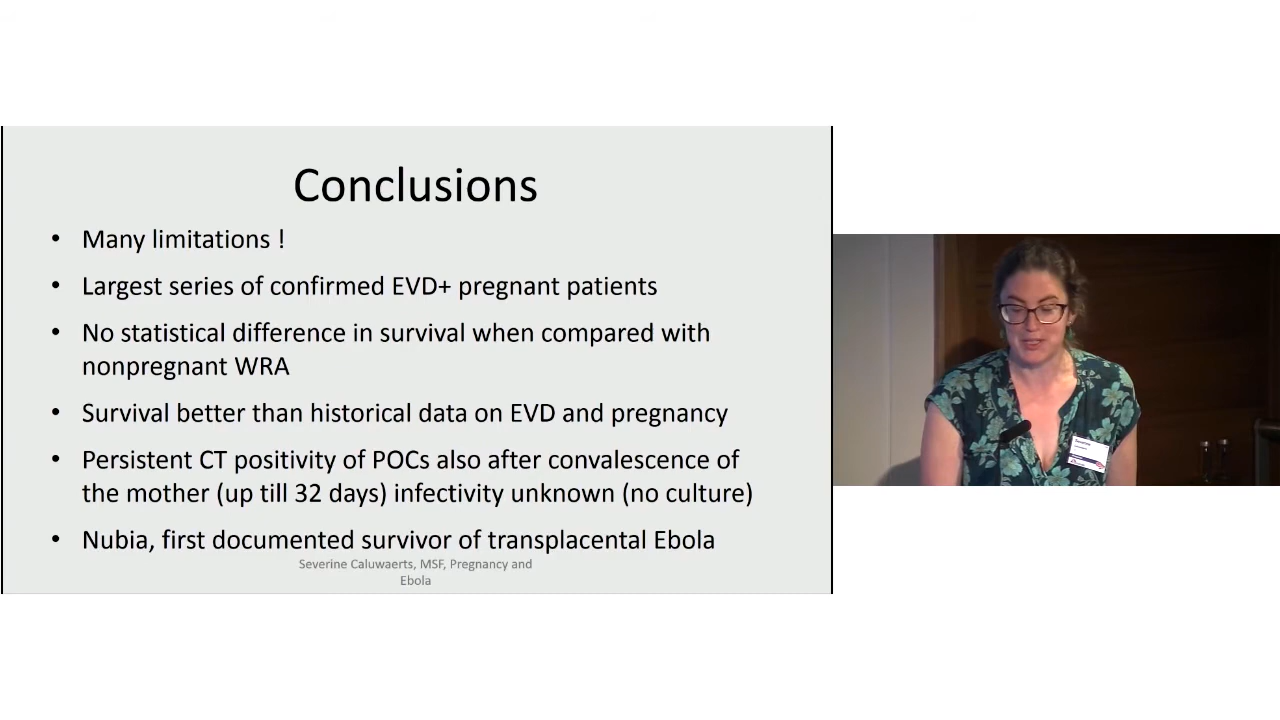 Conclusions
• Many limitations !
• Largest series of confirmed EVD+ pregnant patients
• No statistical difference in survival when compared with
nonpregnant WRA
• Survival better than historical data on EVD and pregnancy
• Persistent CT positivity of POCs also after convalescence of
the mother (up till 32 days) infectivity unknown (no culture)
• Nubia, first documented survivor of transplacental Ebola
Severine Caluwaerts, MSF, Pregnancy and
Ebola